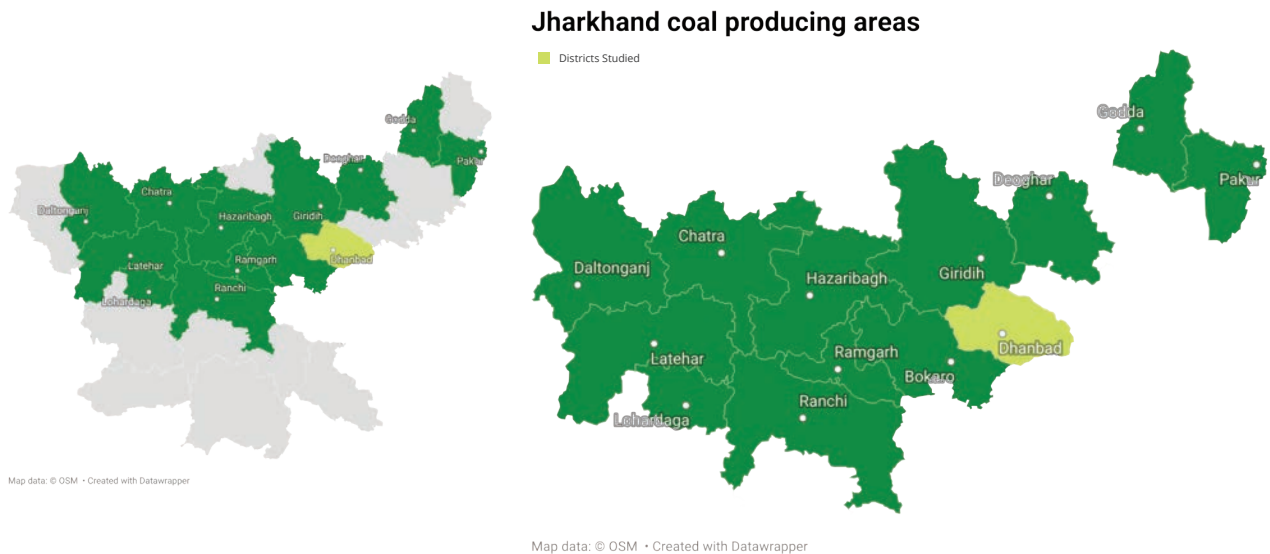 Jharkhand coal producing areas
Districts Studied
Godda
Deoghar
Pakur
Chatra
Daltonganj
Hazaribagh
Giridih
Dhanbad
Latehar
Ramgarh
Lohardaga
Ranchi
Map data: © OSM • Created with Datawrapper
Godda
Deoghar
Pakur
Chatra
Daltonganj
Hazaribagh
Giridih
Dhanbad
Latehar
Ramgarh
Bokaro
Ranchi
Lohardaga
Map data: © OSM • Created with Datawrapper